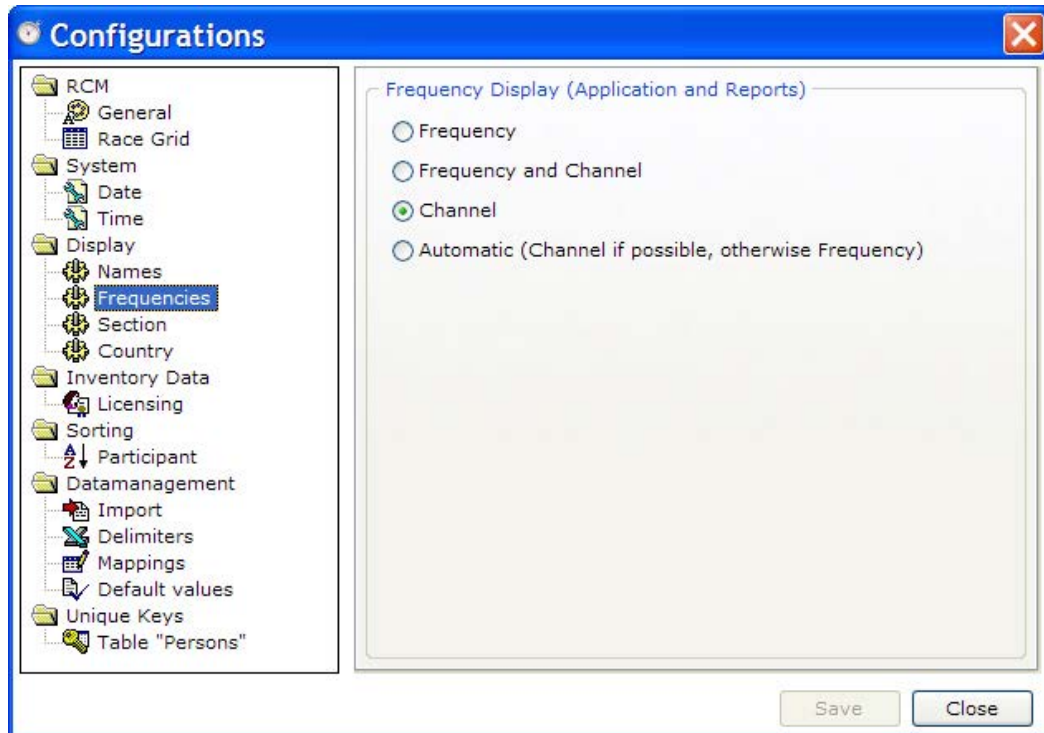 Configurations
RCM
General
Race Grid
System
Date
Time
Display
Names
Frequencies
Section
Country
Inventory Data
Licensing
Sorting
Participant
Datamanagement
Import
Delimiters
Mappings
Default values
Unique Keys
Table "Persons"
Frequency Display (Application and Reports)
Frequency
Frequency and Channel
Channel
Automatic (Channel if possible, otherwise Frequency)
Save
Close